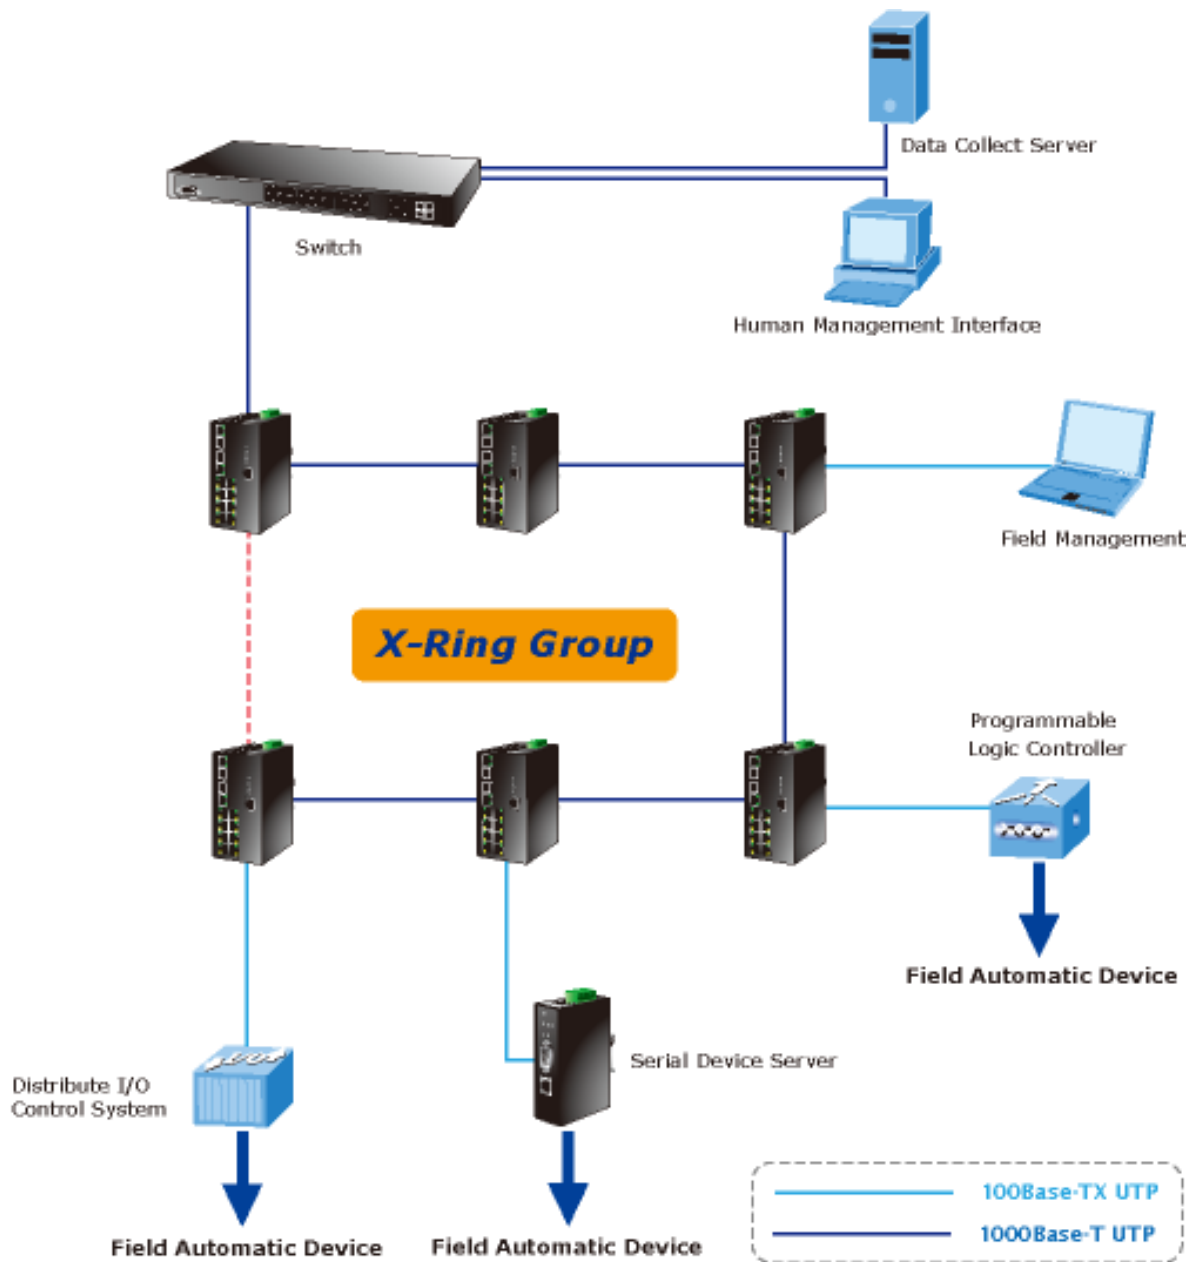 Data Collect Server
Switch
Human Management Interface
Field Management
X-Ring Group
Programmable
Logic Controller
Field Automatic Device
Serial Device Server
Distribute I/O
Control System
100Base-TX UTP
1000Base-T UTP
Field Automatic Device
Field Automatic Device